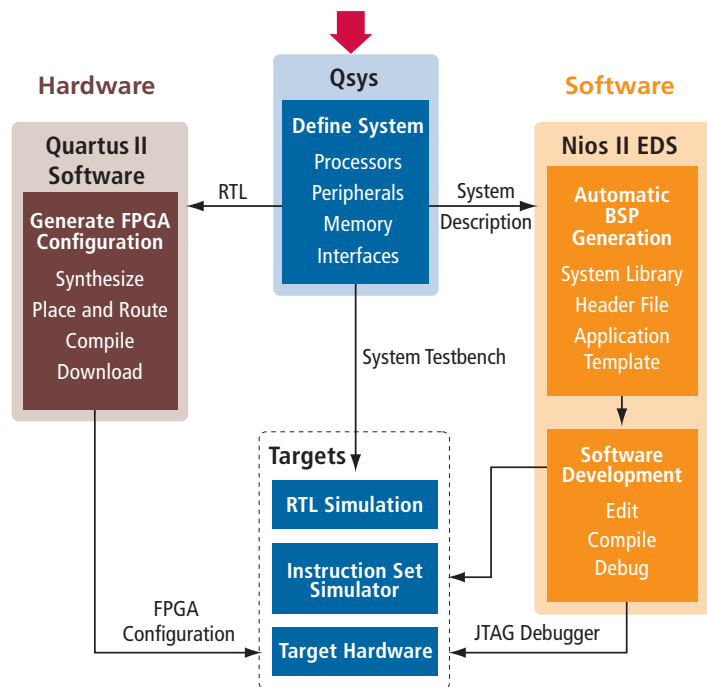 Hardware
Qsys
Software
Quartus II
Software
Generate FPGA
Configuration
Synthesize
Place and Route
Compile
Download
RTL
Define System
Processors
Peripherals
Memory
Interfaces
System
Description
Nios II EDS
Automatic
BSP
Generation
System Library
Header File
Application
Template
System Testbench
Software
Development
Edit
Compile
Debug
Targets
RTL Simulation
Instruction Set
Simulator
Target Hardware
FPGA
Configuration
JTAG Debugger